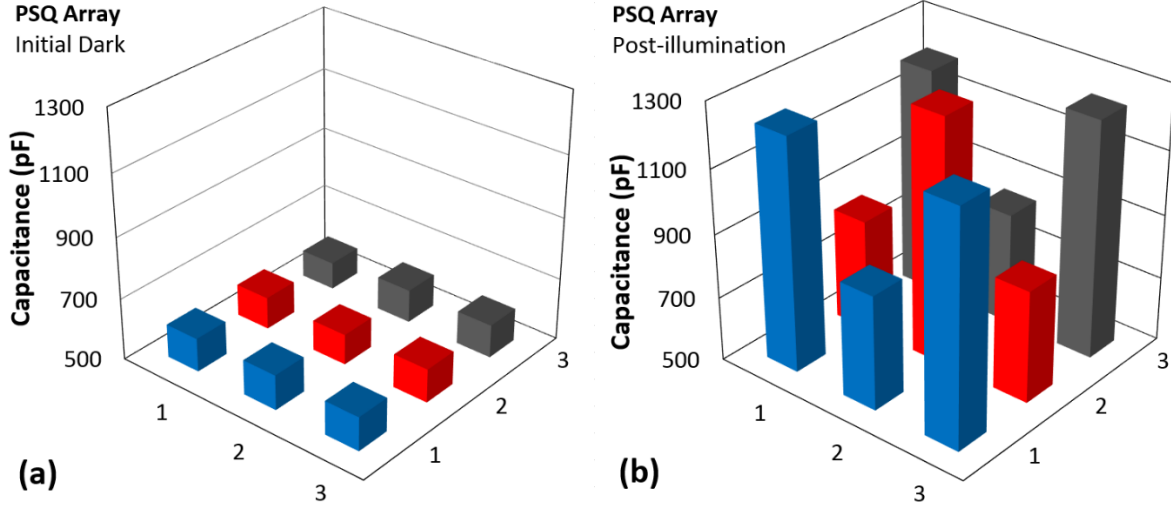 PSQ Array
Initial Dark
1300
1100
900
700
500
Capacitance (pF)
1
2
3
1
2
3
(a)
PSQ Array
Post-illumination
1300
1100
900
700
500
Capacitance (pF)
1
2
3
1
2
3
(b)